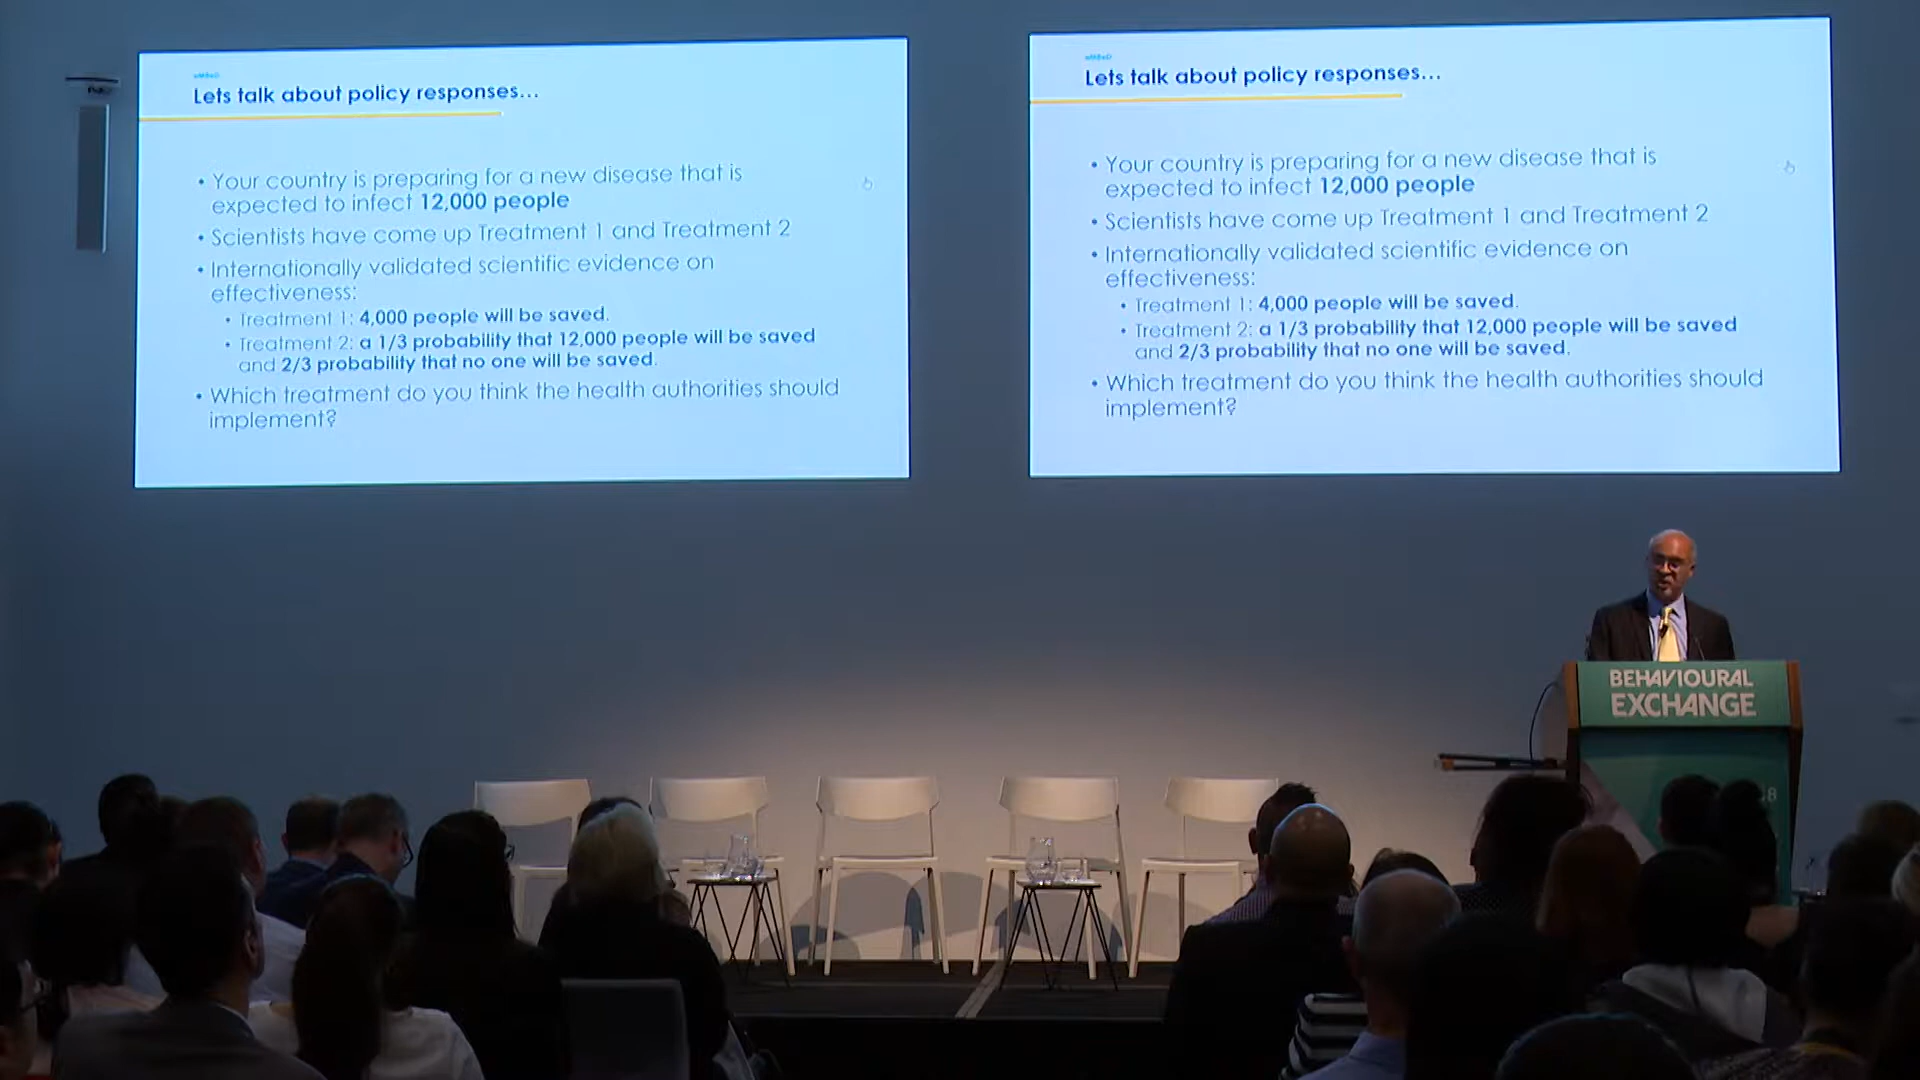 eMBeD
Lets talk about policy responses...
• Your country is preparing for a new disease that is
expected to infect 12,000 people
• Scientists have come up Treatment 1 and Treatment 2
• Internationally validated scientific evidence on
effectiveness:
• Treatment 1: 4,000 people will be saved.
• Treatment 2: a 1/3 probability that 12,000 people will be saved
and 2/3 probability that no one will be saved.
• Which treatment do you think the health authorities should
implement?
eMBeD
Lets talk about policy responses...
• Your country is preparing for a new disease that is
expected to infect 12,000 people
• Scientists have come up Treatment 1 and Treatment 2
• Internationally validated scientific evidence on
effectiveness:
• Treatment 1: 4,000 people will be saved.
• Treatment 2: a 1/3 probability that 12,000 people will be saved
and 2/3 probability that no one will be saved.
• Which treatment do you think the health authorities should
implement?
BEHAVIOURAL
EXCHANGE